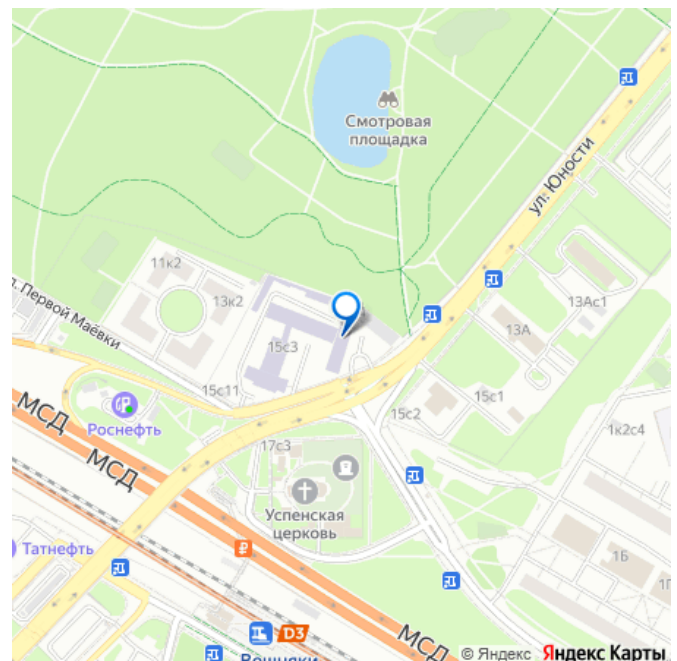 Смотровая
площадка
ул. Юности
11к2
13к2
л. Первой Маёвки
13Ас1
13А
15с3
15с11
15с1
15с2
Роснефть
МСД
1к2с4
17с3
МСД
Успенская
церковь
Татнефть
₽
1Б
D3
МСД
Вешняки
© Яндекс Яндекс Карты